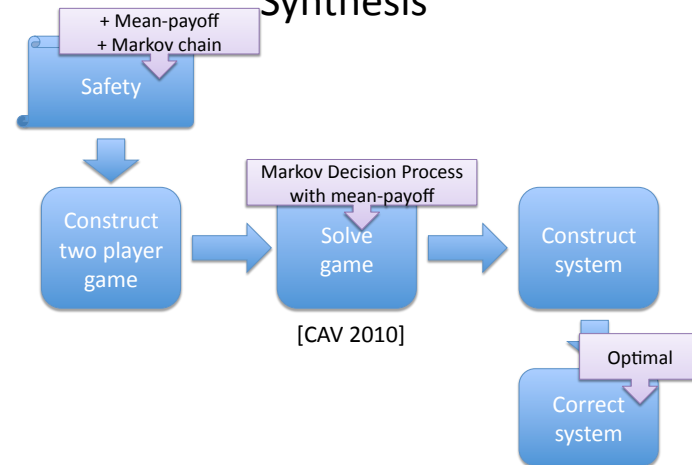 Synthesis
+ Mean-payoff
+ Markov chain
Safety
Markov Decision Process
with mean-payoff
Construct
two player
game
Solve
game
Construct
system
[CAV 2010]
Optimal
Correct
system